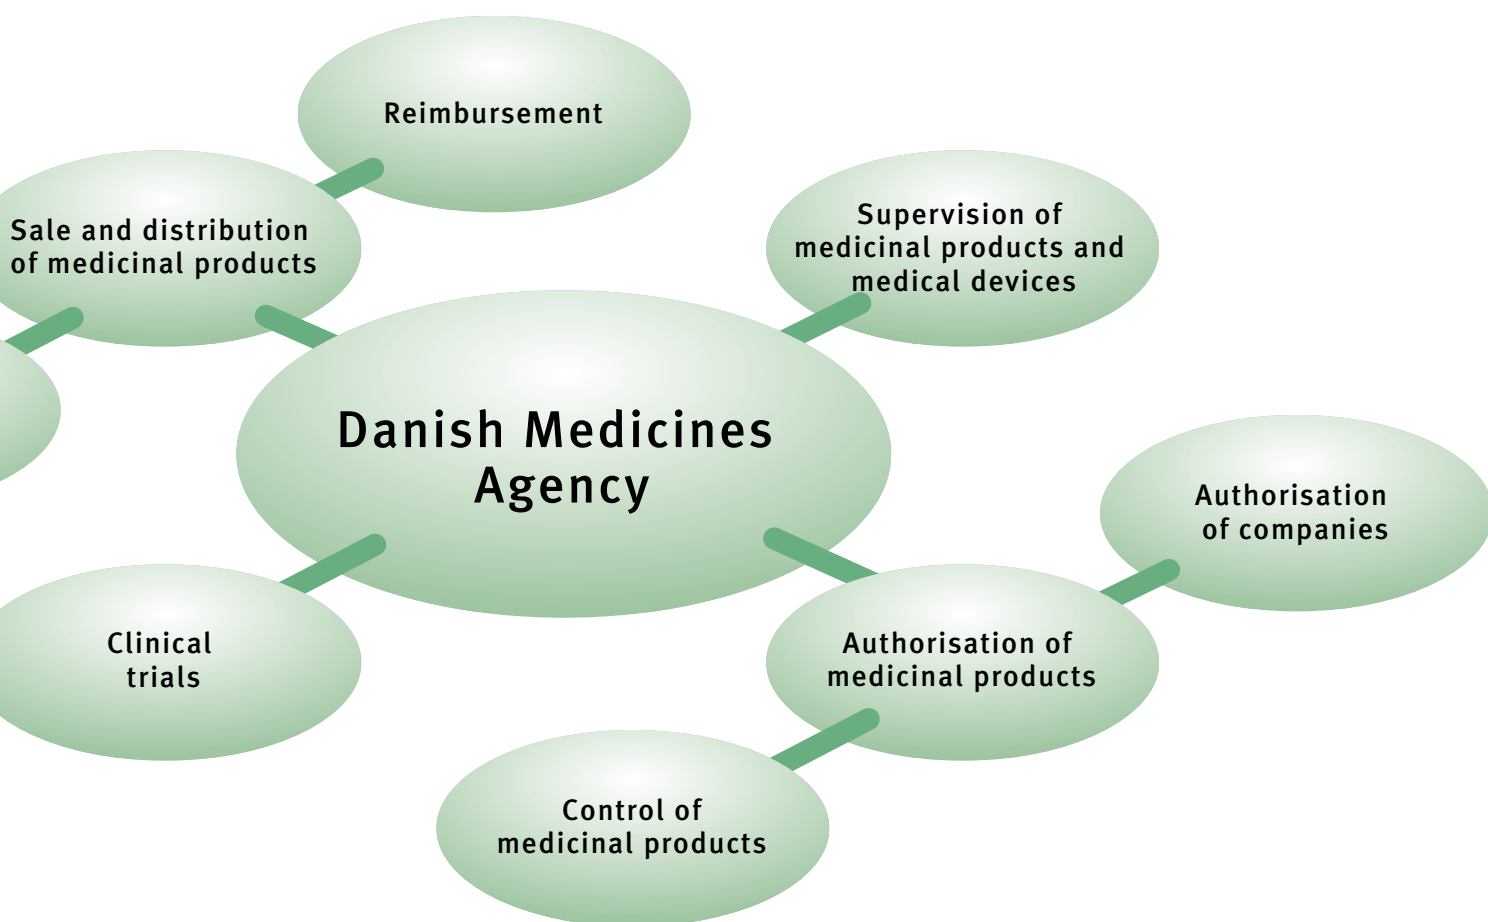 Reimbursement
Sale and distribution
of medicinal products
Supervision of
medicinal products and
medical devices
Danish Medicines
Agency
Authorisation
of companies
Clinical
trials
Authorisation of
medicinal products
Control of
medicinal products